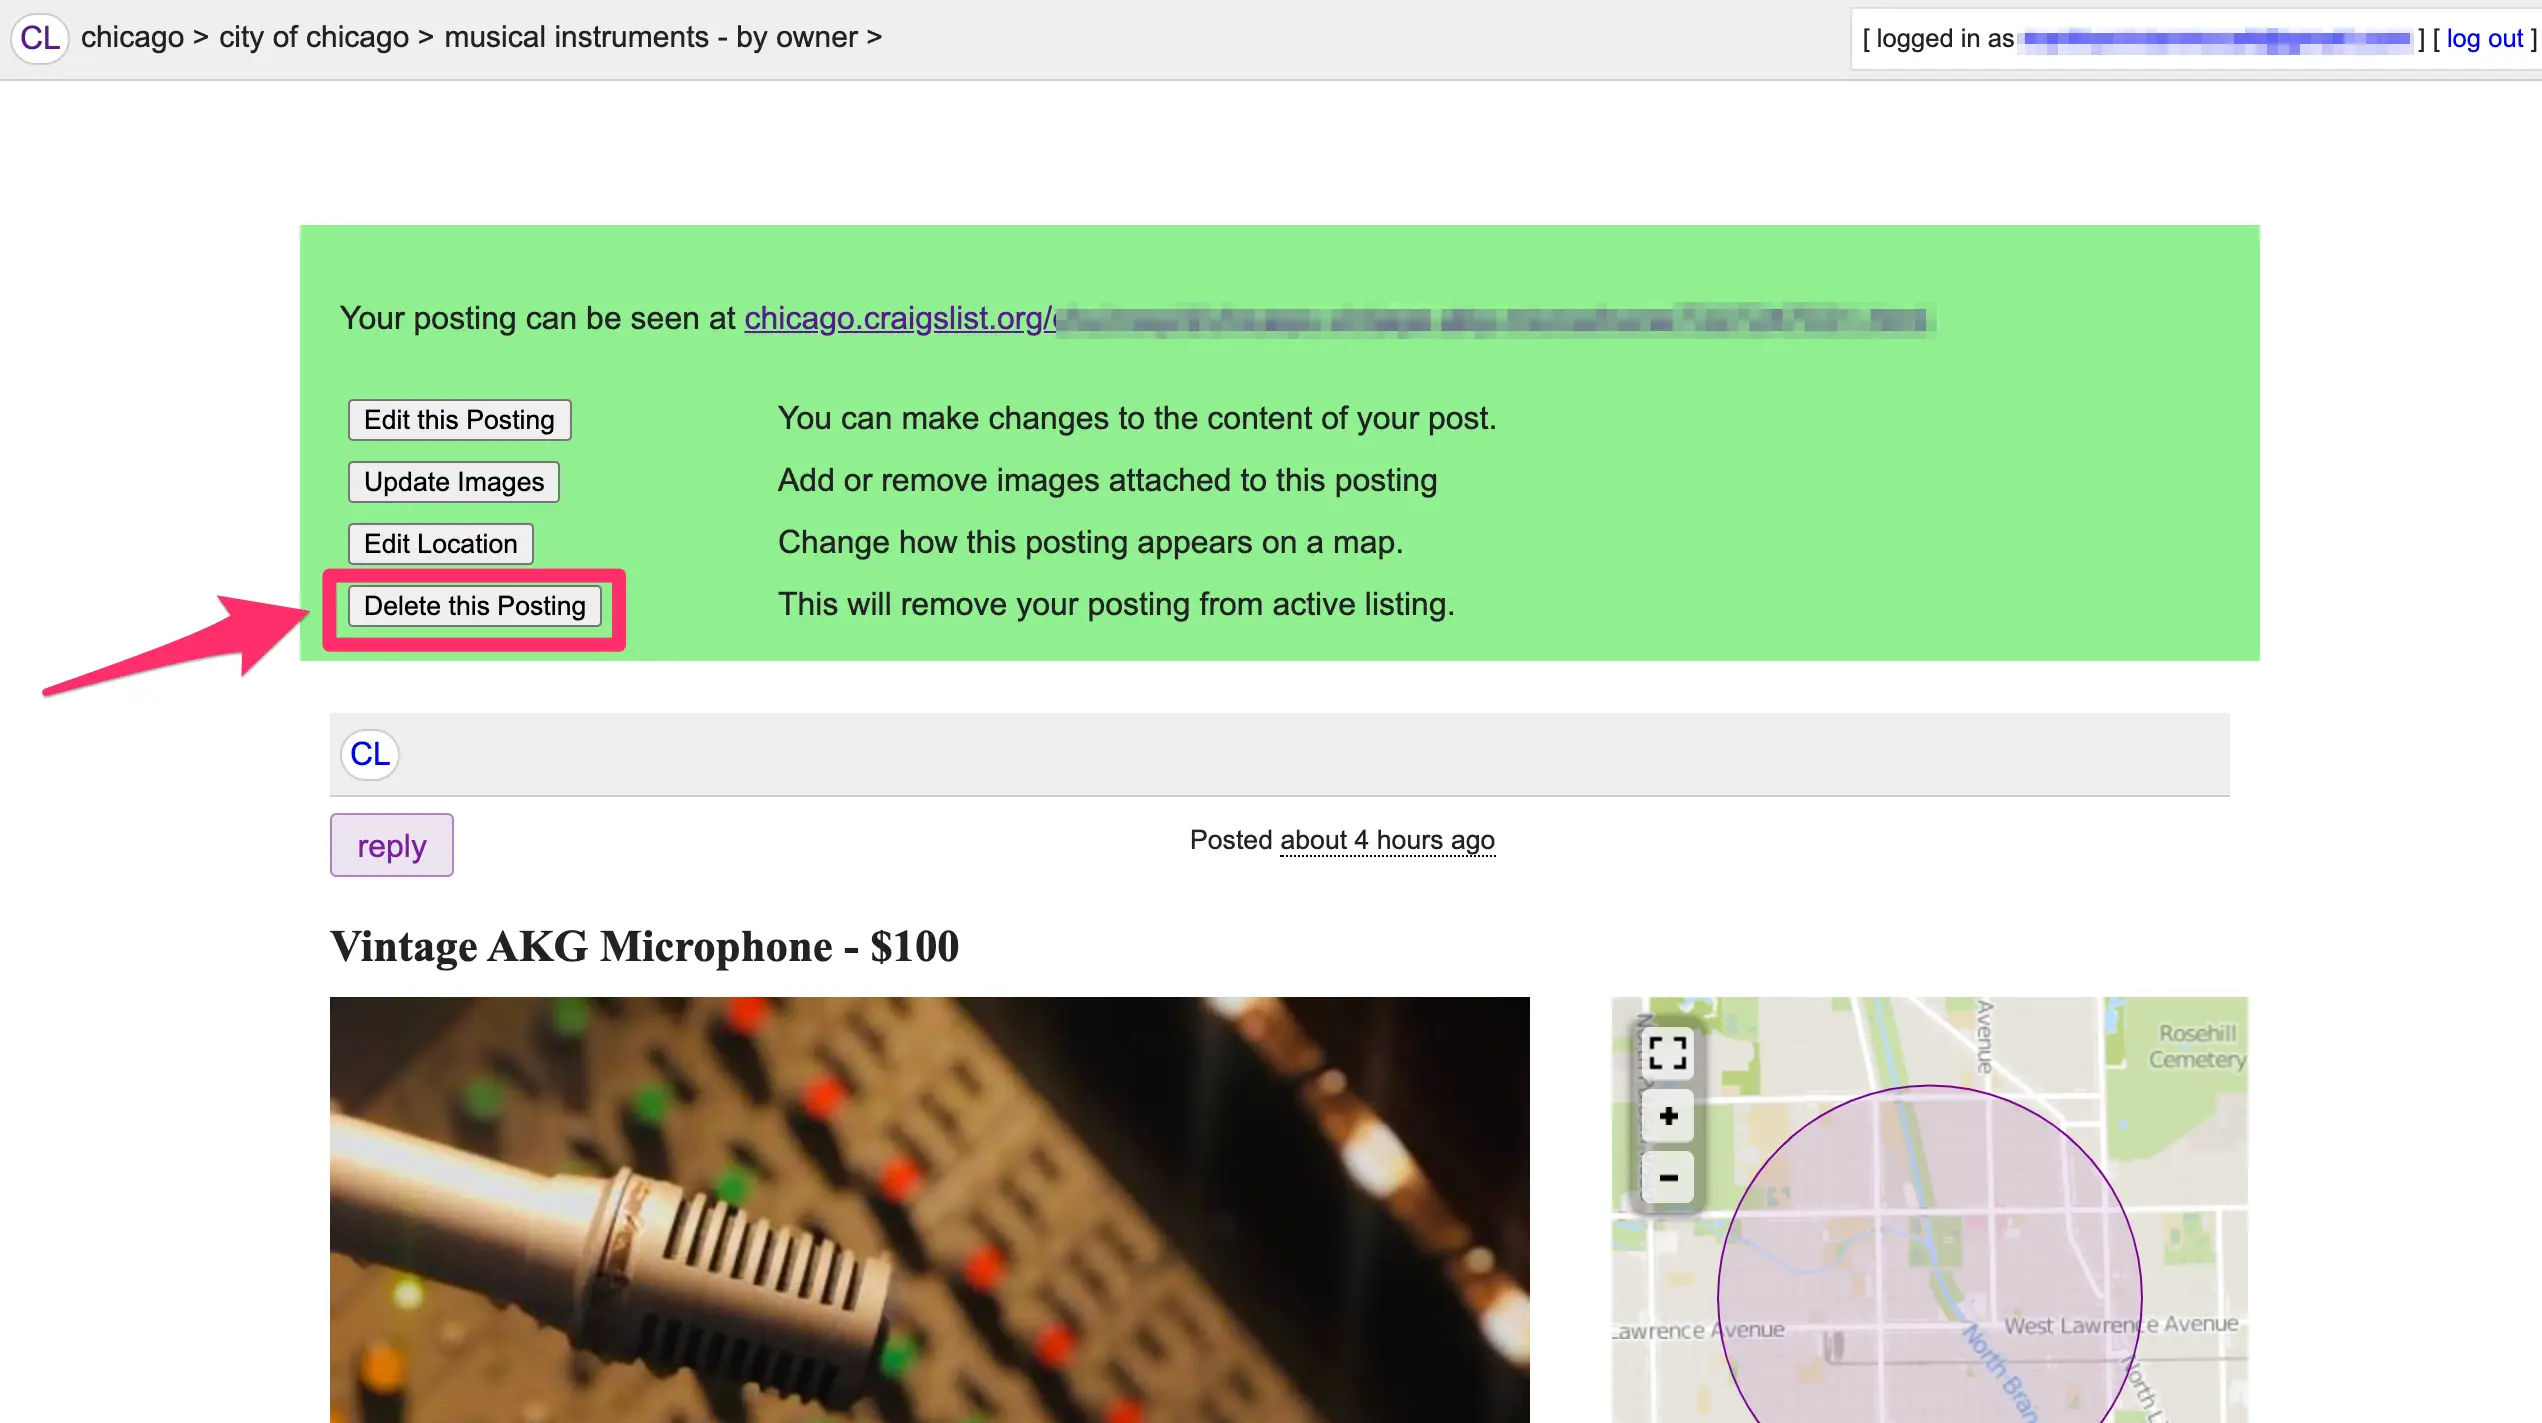 CL chicago > city of chicago > musical instruments - by owner >
[ logged in as ] [ log out ]
Your posting can be seen at chicago.craigslist.org/
Edit this Posting You can make changes to the content of your post.
Update Images Add or remove images attached to this posting
Edit Location Change how this posting appears on a map.
Delete this Posting This will remove your posting from active listing.
CL
reply
Posted about 4 hours ago
Vintage AKG Microphone - $100
Avenue
Rosehill
Cemetery
Lawrence Avenue
West Lawrence Avenue
North Bran
North L